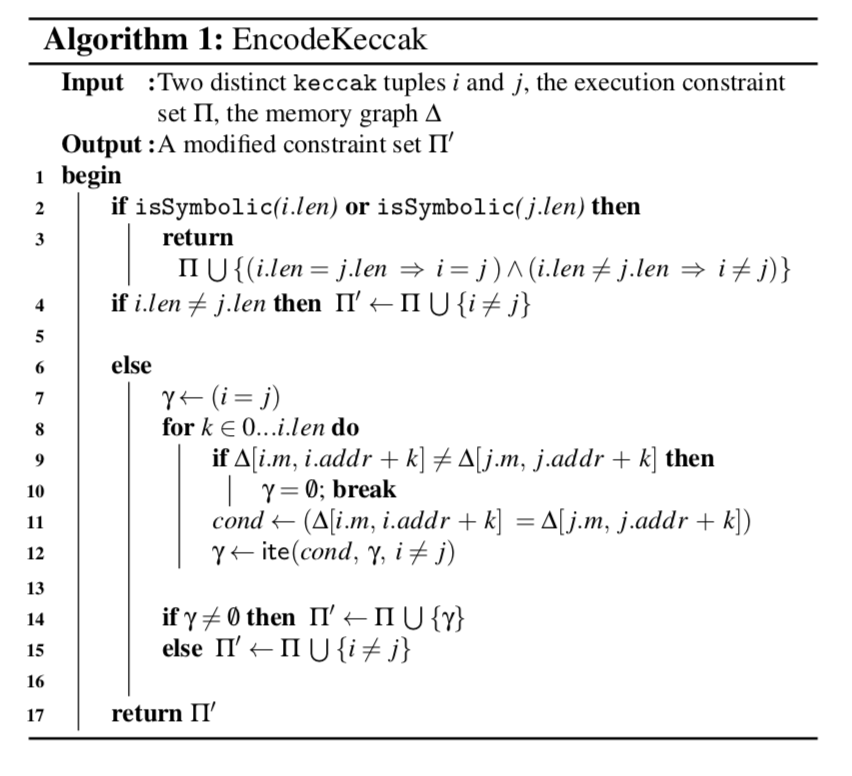 Algorithm 1: EncodeKeccak
Input :Two distinct keccak tuples i and j, the execution constraint
set Π, the memory graph Δ
Output :A modified constraint set Π′
1 begin
2 if isSymbolic(i.len) or isSymbolic(j.len) then
3 return
Π ⋃{(i.len = j.len ⇒ i = j) ∧ (i.len ≠ j.len ⇒ i ≠ j)}
4 if i.len ≠ j.len then Π′ ← Π ⋃{i ≠ j}
5
6 else
7 γ ← (i = j)
8 for k ∈ 0...i.len do
9 if Δ[i.m, i.addr + k] ≠ Δ[j.m, j.addr + k] then
10 γ = ∅; break
11 cond ← (Δ[i.m, i.addr + k] = Δ[j.m, j.addr + k])
12 γ ← ite(cond, γ, i ≠ j)
13
14 if γ ≠ ∅ then Π′ ← Π ⋃{γ}
15 else Π′ ← Π ⋃{i ≠ j}
16
17 return Π′